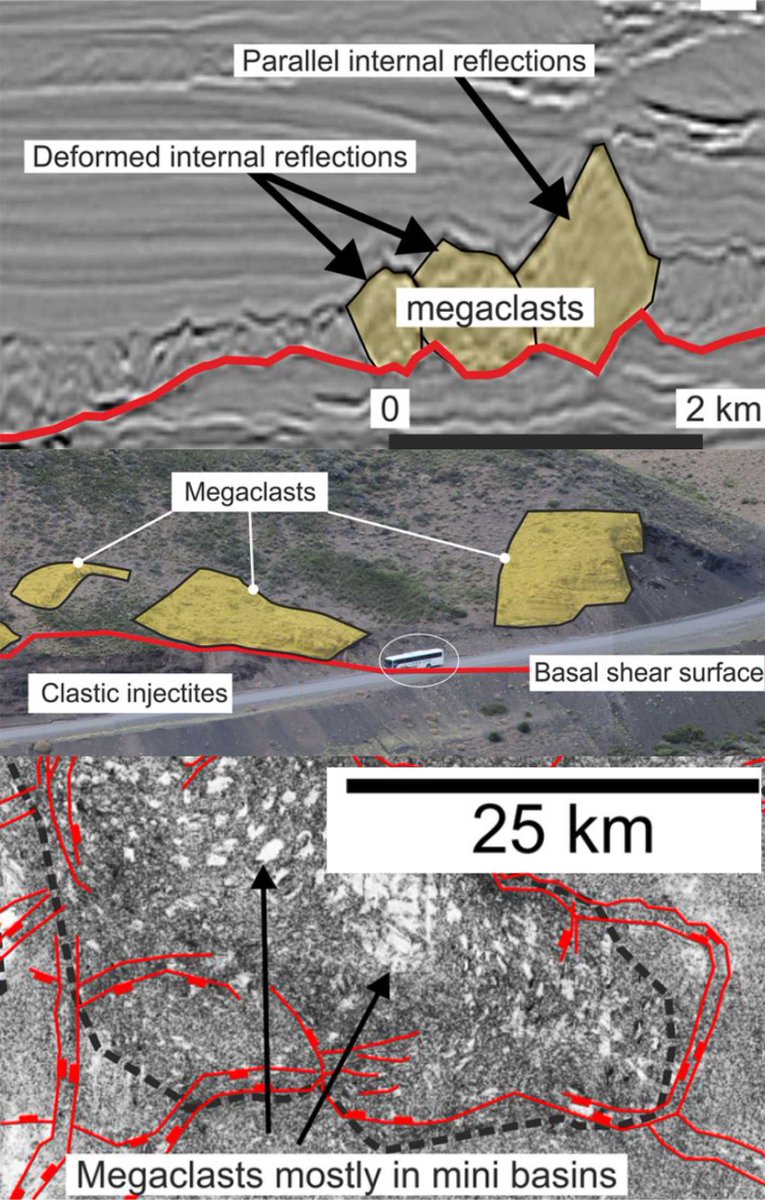 Parallel internal reflections
Deformed internal reflections
megaclasts
0
2 km
Megaclasts
Basal shear surface
Clastic injectites
25 km
Megaclasts mostly in mini basins